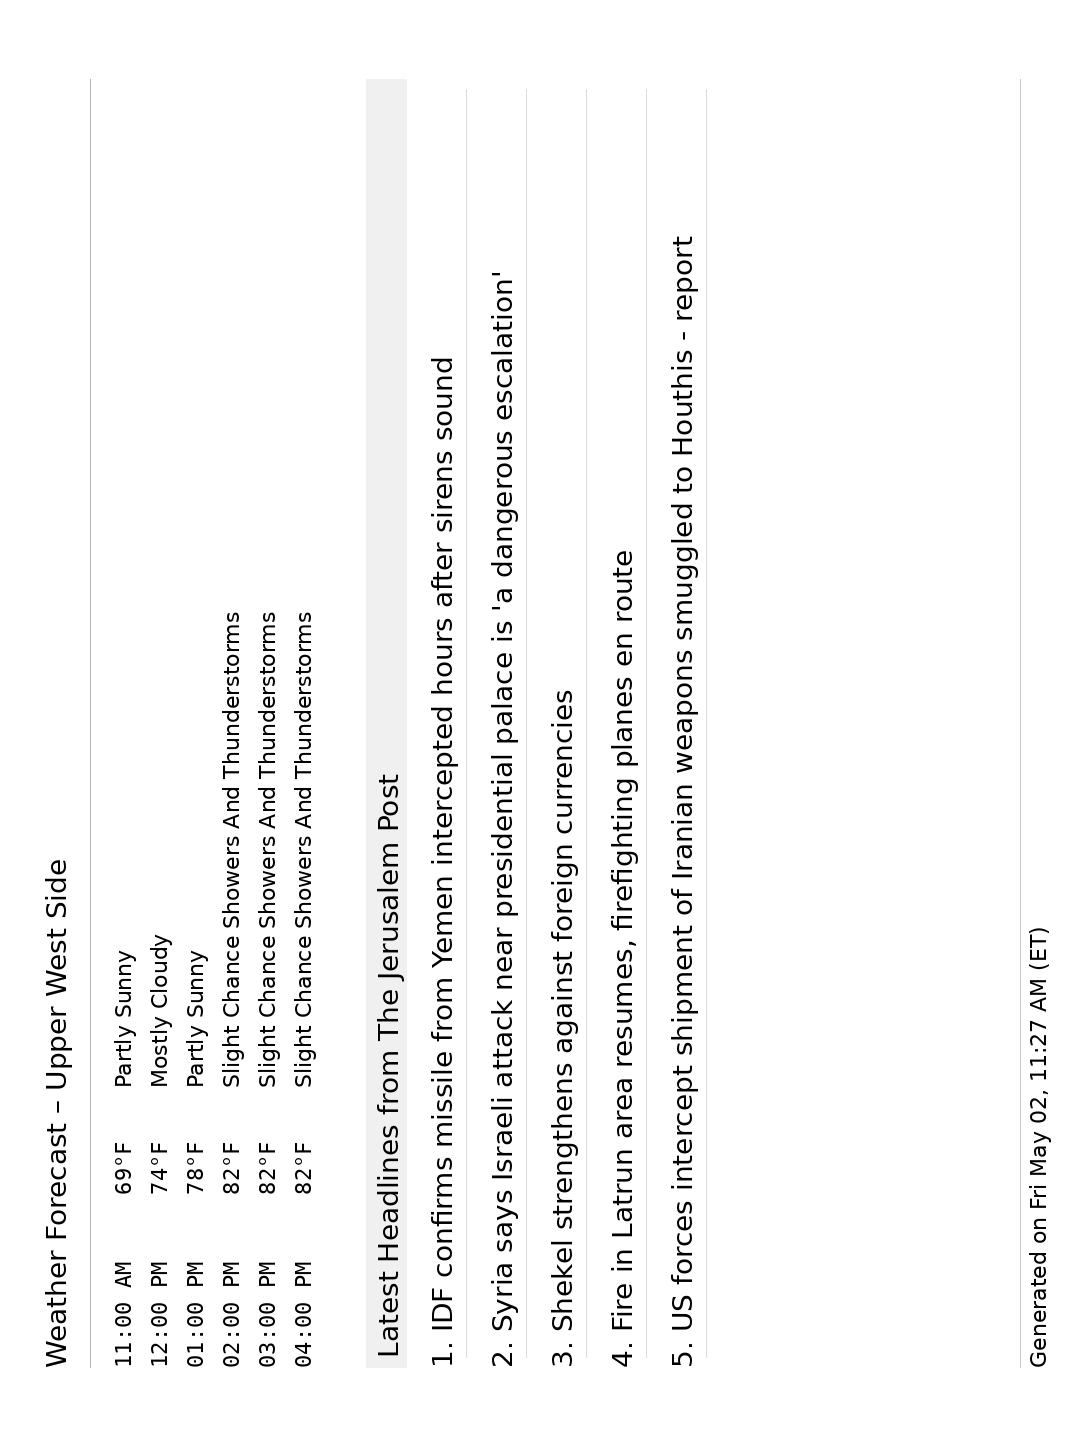 Weather Forecast – Upper West Side
11:00 AM 69°F Partly Sunny
12:00 PM 74°F Mostly Cloudy
01:00 PM 78°F Partly Sunny
02:00 PM 82°F Slight Chance Showers And Thunderstorms
03:00 PM 82°F Slight Chance Showers And Thunderstorms
04:00 PM 82°F Slight Chance Showers And Thunderstorms
Latest Headlines from The Jerusalem Post
1. IDF confirms missile from Yemen intercepted hours after sirens sound
2. Syria says Israeli attack near presidential palace is 'a dangerous escalation'
3. Shekel strengthens against foreign currencies
4. Fire in Latrun area resumes, firefighting planes en route
5. US forces intercept shipment of Iranian weapons smuggled to Houthis - report
Generated on Fri May 02, 11:27 AM (ET)